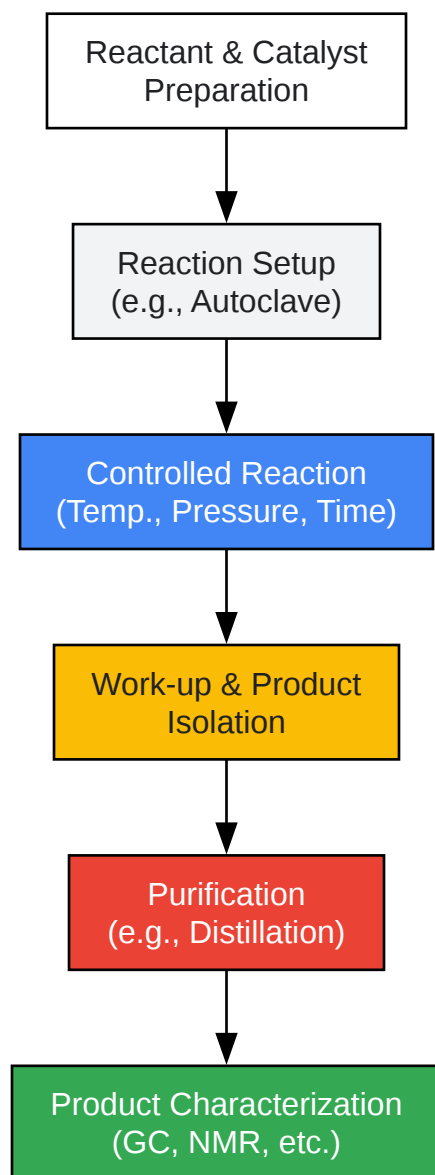 Reactant & Catalyst
Preparation
Reaction Setup
(e.g., Autoclave)
Controlled Reaction
(Temp., Pressure, Time)
Work-up & Product
Isolation
Purification
(e.g., Distillation)
Product Characterization
(GC, NMR, etc.)